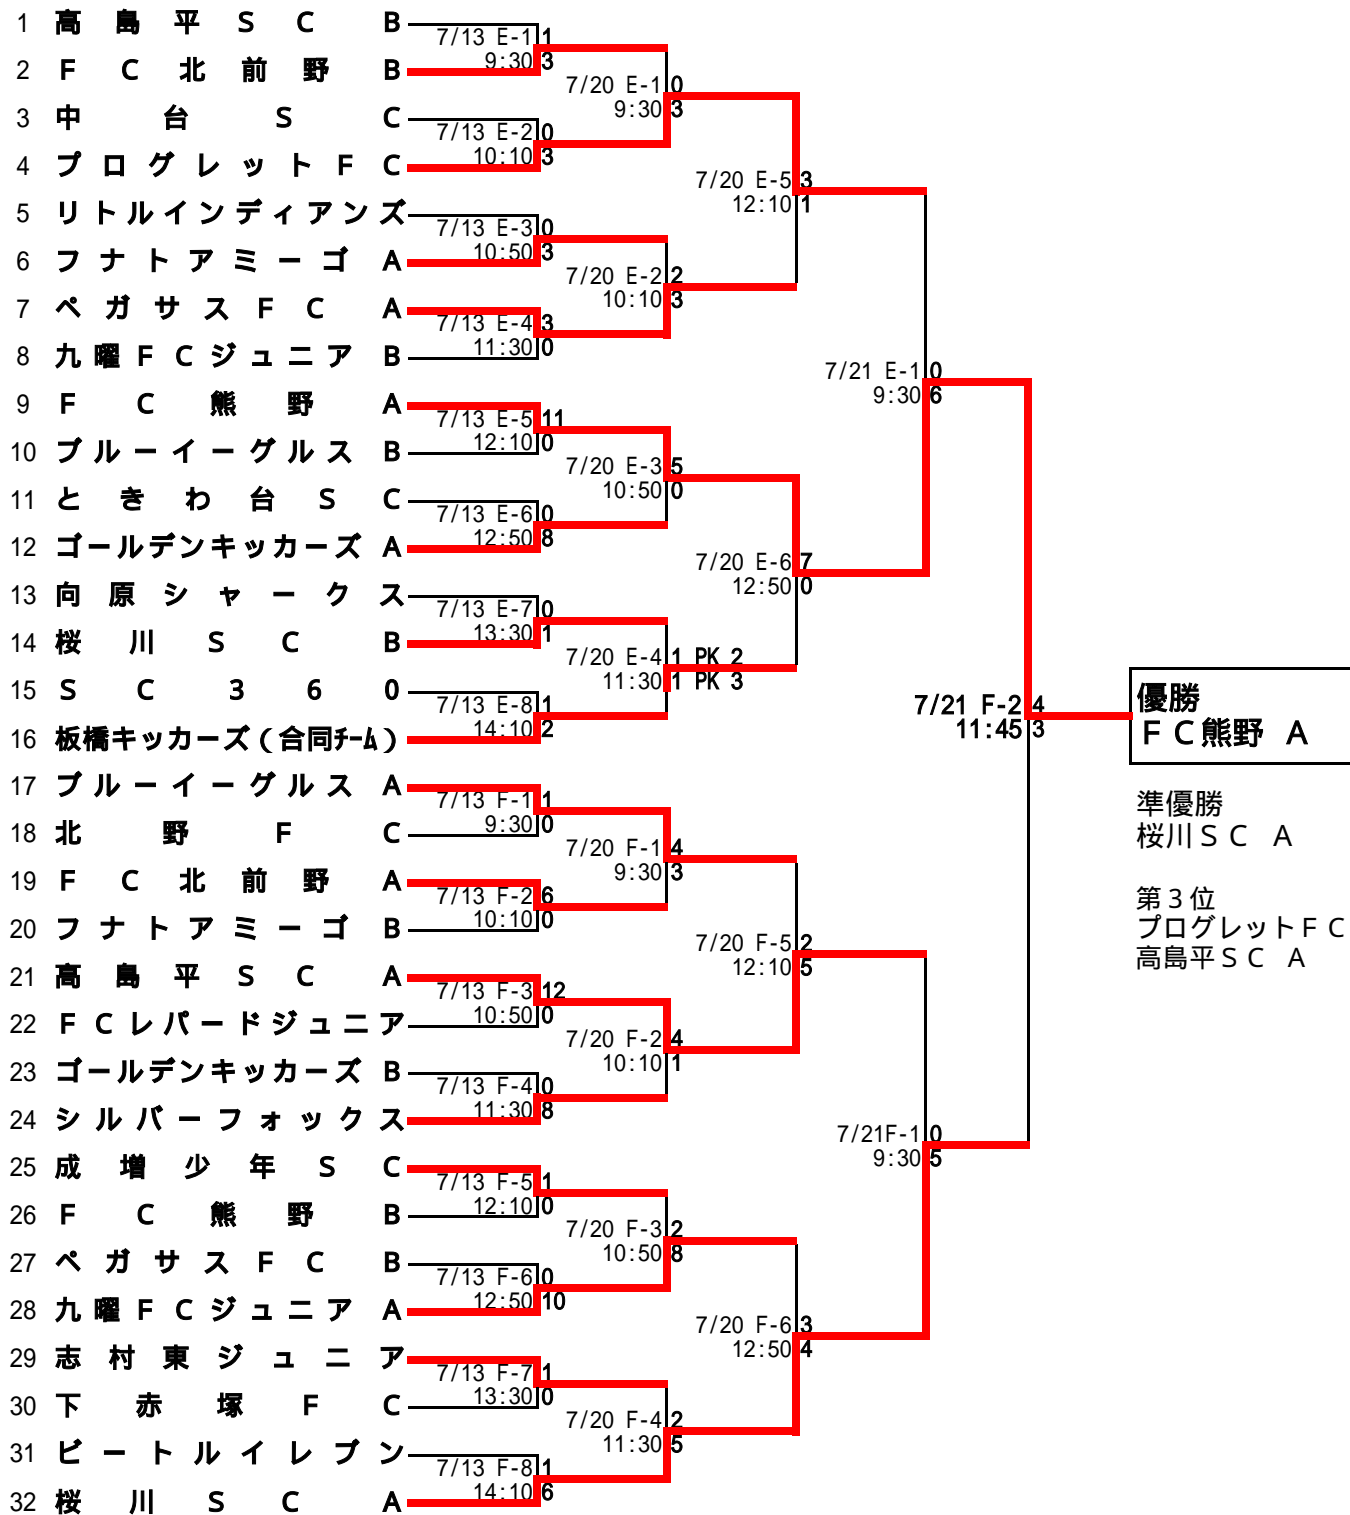 1 高島平ＳＣ B
2 ＦＣ北前野 B
3 中台ＳＣ
4 プログレットＦＣ
5 リトルインディアンズ
6 フナトアミーゴ A
7 ペガサスＦＣ A
8 九曜ＦＣジュニア B
9 ＦＣ熊野 A
10 ブルーイーグルス B
11 ときわ台ＳＣ
12 ゴールデンキッカーズ A
13 向原シャークス
14 桜川ＳＣ B
15 ＳＣ３６０
16 板橋キッカーズ（合同ﾁｰﾑ）
17 ブルーイーグルス A
18 北野ＦＣ
19 ＦＣ北前野 A
20 フナトアミーゴ B
21 高島平ＳＣ A
22 ＦＣレパードジュニア
23 ゴールデンキッカーズ B
24 シルバーフォックス
25 成増少年ＳＣ
26 ＦＣ熊野 B
27 ペガサスＦＣ B
28 九曜ＦＣジュニア A
29 志村東ジュニア
30 下赤塚ＦＣ
31 ビートルイレブン
32 桜川ＳＣ A
7/13 E-1 1
9:30 3
7/13 E-2 0
10:10 3
7/13 E-3 0
10:50 3
7/13 E-4 3
11:30 0
7/13 E-5 11
12:10 0
7/13 E-6 0
12:50 8
7/13 E-7 0
13:30 1
7/13 E-8 1
14:10 2
7/13 F-1 1
9:30 0
7/13 F-2 6
10:10 0
7/13 F-3 12
10:50 0
7/13 F-4 0
11:30 8
7/13 F-5 1
12:10 0
7/13 F-6 0
12:50 10
7/13 F-7 1
13:30 0
7/13 F-8 1
14:10 6
7/20 E-1 0
9:30 3
7/20 E-2 2
10:10 3
7/20 E-3 5
10:50 0
7/20 E-4 1 PK 2
11:30 1 PK 3
7/20 F-1 4
9:30 3
7/20 F-2 4
10:10 1
7/20 F-3 2
10:50 8
7/20 F-4 2
11:30 5
7/20 E-5 3
12:10 1
7/20 E-6 7
12:50 0
7/20 F-5 2
12:10 5
7/20 F-6 3
12:50 4
7/21 E-1 0
9:30 6
7/21F-1 0
9:30 5
7/21 F-2 4
11:45 3
優勝
ＦＣ熊野 A
準優勝
桜川ＳＣ A
第３位
プログレットＦＣ
高島平ＳＣ A